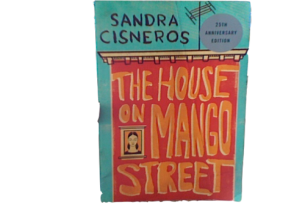 SANDRA
CISNEROS
25TH
ANNIVERSARY
EDITION
THE HOUSE
ON MANGO
STREET